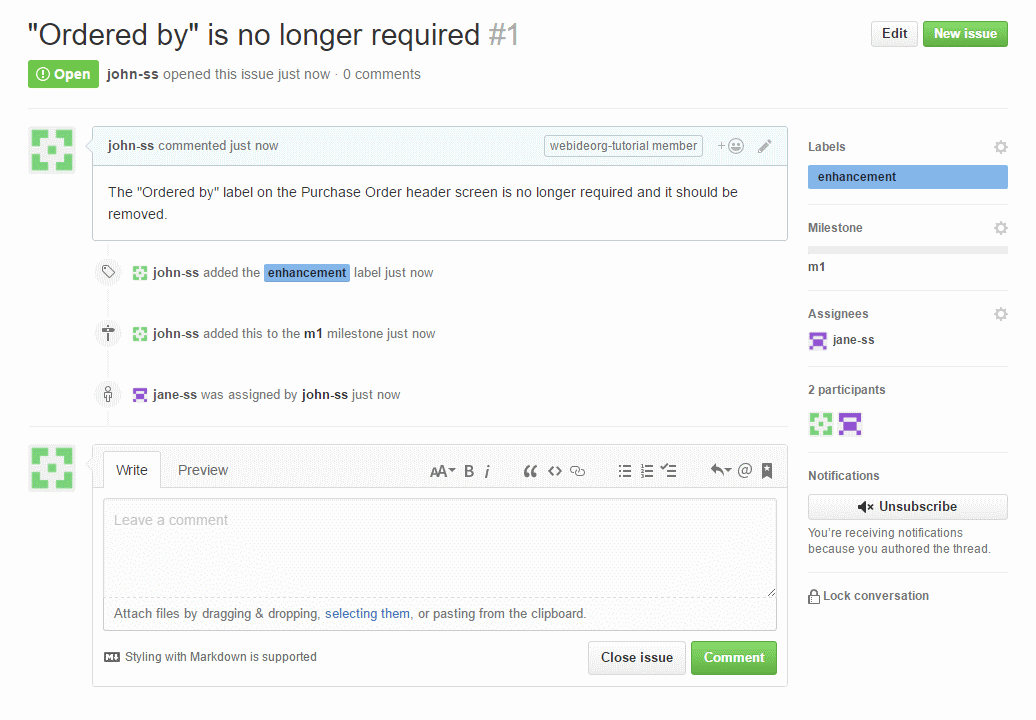 "Ordered by" is no longer required #1
Edit
New issue
Open
john-ss opened this issue just now · 0 comments
john-ss commented just now
webideorg-tutorial member
+
The "Ordered by" label on the Purchase Order header screen is no longer required and it should be
removed.
john-ss added the enhancement label just now
john-ss added this to the m1 milestone just now
jane-ss was assigned by john-ss just now
Write
Preview
AA
B
i
Leave a comment
Attach files by dragging & dropping, selecting them, or pasting from the clipboard.
Styling with Markdown is supported
Close issue
Comment
Labels
enhancement
Milestone
m1
Assignees
jane-ss
2 participants
Notifications
Unsubscribe
You're receiving notifications
because you authored the thread.
Lock conversation